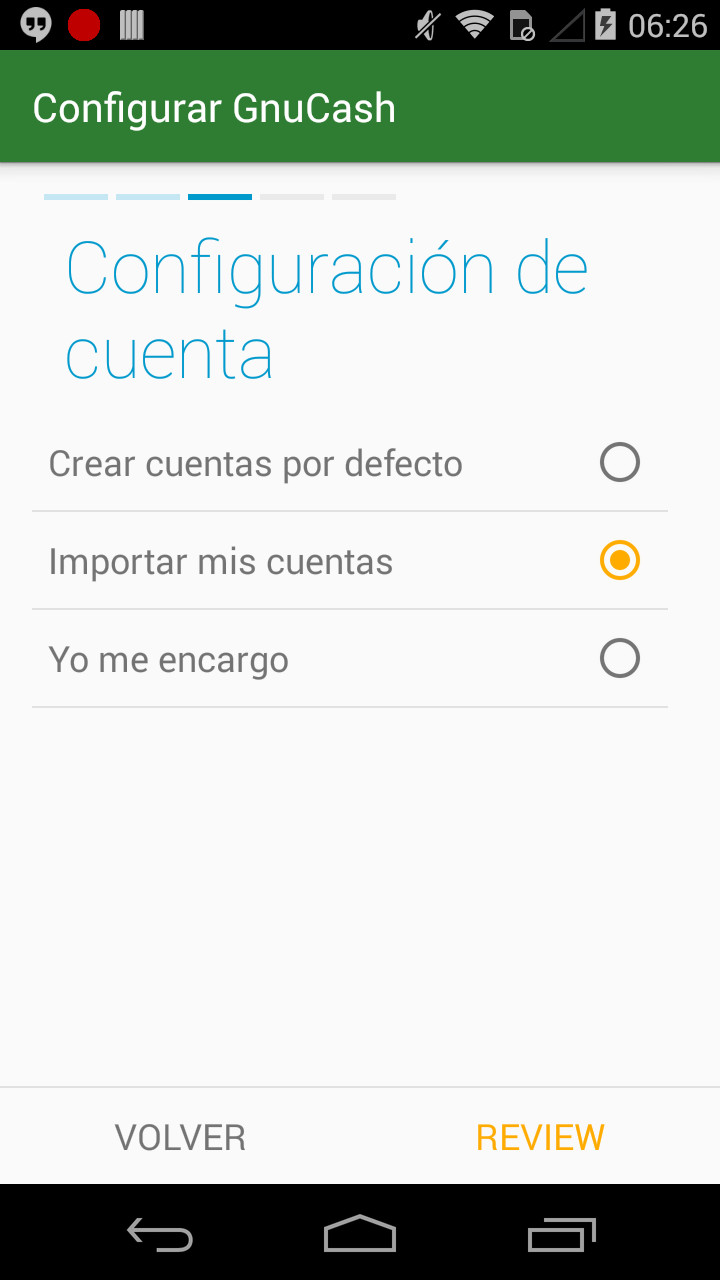 06:26
Configurar GnuCash
Configuración de
cuenta
Crear cuentas por defecto
Importar mis cuentas
Yo me encargo
VOLVER
REVIEW